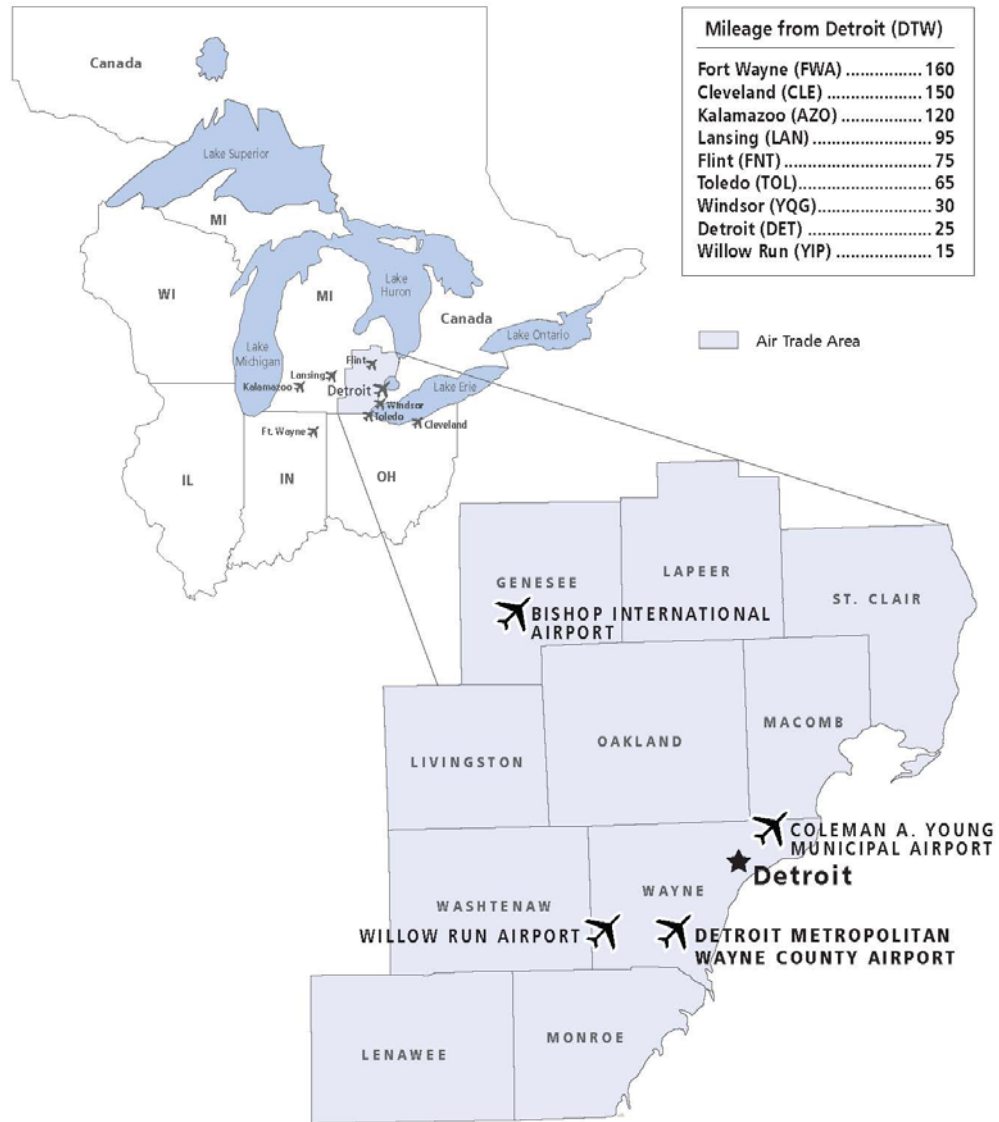 Mileage from Detroit (DTW)
Fort Wayne (FWA) ............... 160
Cleveland (CLE) .................... 150
Kalamazoo (AZO) ................ 120
Lansing (LAN) ....................... 95
Flint (FNT) ............................ 75
Toledo (TOL).......................... 65
Windsor (YQG)..................... 30
Detroit (DET) ........................ 25
Willow Run (YIP) .................. 15
Air Trade Area
Canada
Lake Superior
MI
WI
MI
Lake
Huron
Canada
Lake Ontario
Lake
Michigan
Flint
Lansing
Kalamazoo
Detroit
Lake Erie
Windsor
Toledo
Cleveland
Ft. Wayne
IL
IN
OH
GENESEE
LAPEER
ST. CLAIR
BISHOP INTERNATIONAL
AIRPORT
MACOMB
OAKLAND
LIVINGSTON
COLEMAN A. YOUNG
MUNICIPAL AIRPORT
Detroit
WAYNE
WASHTENAW
WILLOW RUN AIRPORT
DETROIT METROPOLITAN
WAYNE COUNTY AIRPORT
MONROE
LENAWEE